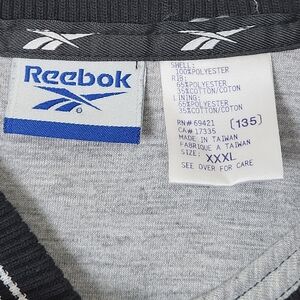 Reebok
®
SHELL:
100%POLYESTER
RIB:
65%POLYESTER
35%COTTON/COTON
LINING:
65%POLYESTER
35%COTTON/COTON
RN# 69421 [135]
CA# 17335
MADE IN TAIWAN
FABRIQUE A TAIWAN
SIZE: XXXL
SEE OVER FOR CARE